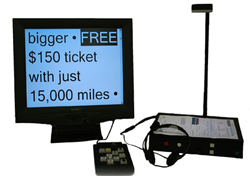 bigger • FREE
$150 ticket
with just
15,000 miles •